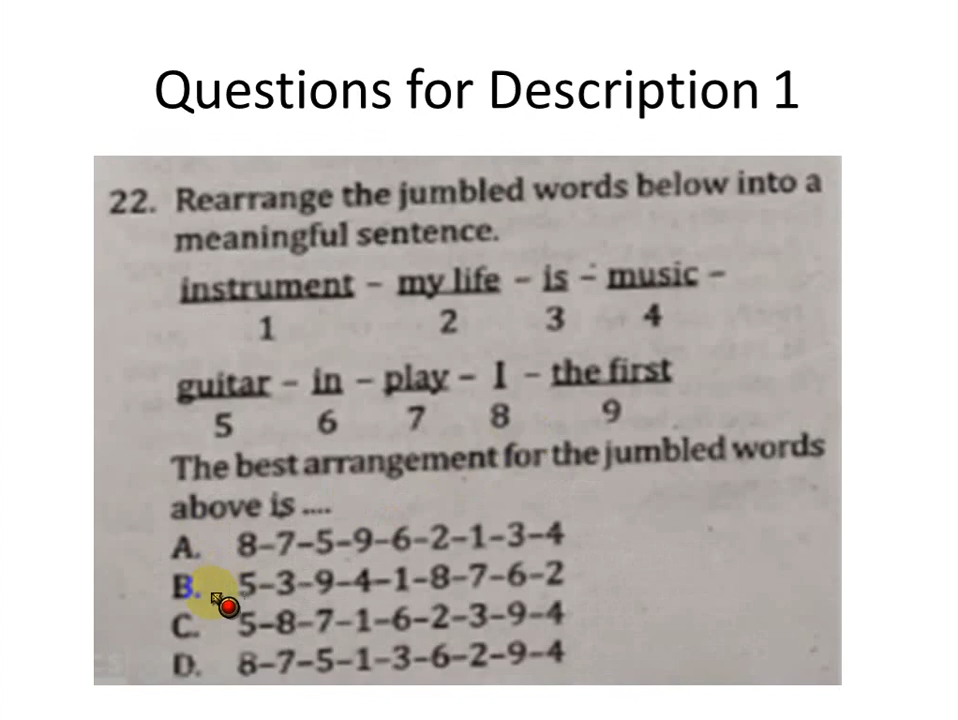 Questions for Description 1
22. Rearrange the jumbled words below into a
meaningful sentence.
instrument – my life – is – music –
1 2 3 4
guitar – in – play – I – the first
5 6 7 8 9
The best arrangement for the jumbled words
above is ....
A. 8–7–5–9–6–2–1–3–4
B. 5–3–9–4–1–8–7–6–2
C. 5–8–7–1–6–2–3–9–4
D. 8–7–5–1–3–6–2–9–4